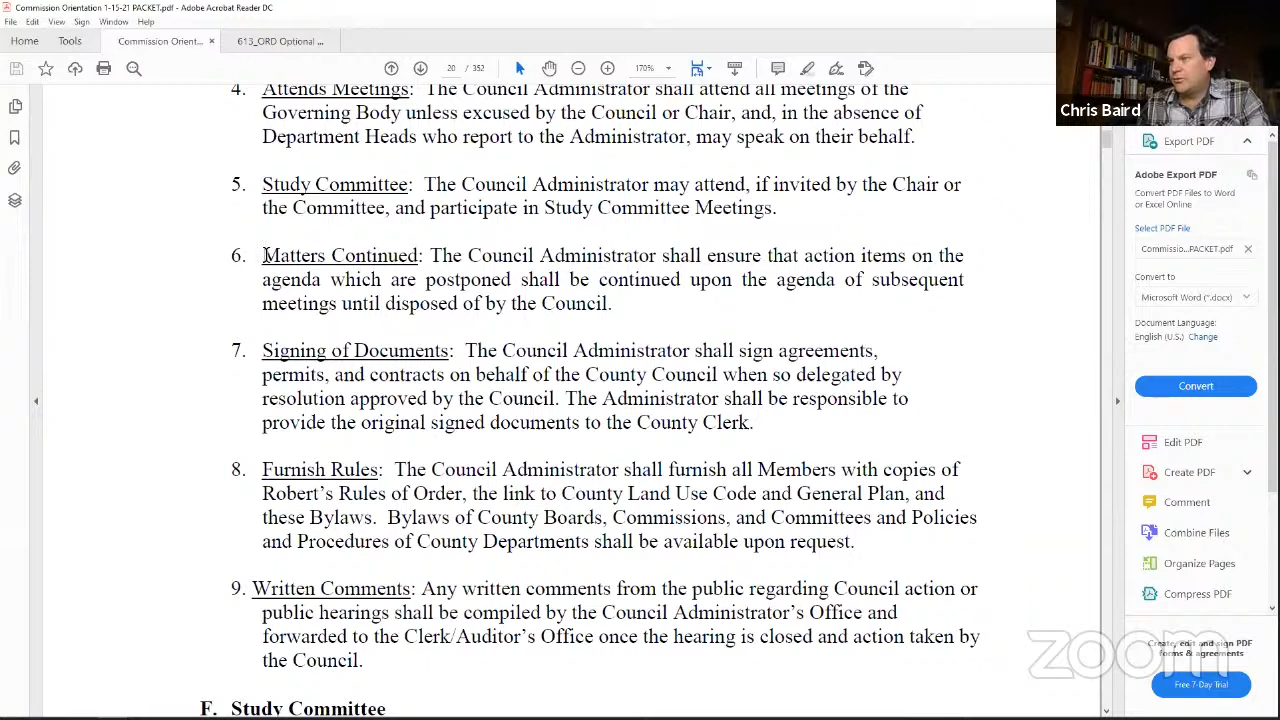 Commission Orientation 1-15-21 PACKET.pdf - Adobe Acrobat Reader DC
File Edit View Sign Window Help
Home Tools Commission Orient... × 613_ORD Optional ...
20 / 170%
Chris Baird
4. Attends Meetings: The Council Administrator shall attend all meetings of the
Governing Body unless excused by the Council or Chair, and, in the absence of
Department Heads who report to the Administrator, may speak on their behalf.
5. Study Committee: The Council Administrator may attend, if invited by the Chair or
the Committee, and participate in Study Committee Meetings.
6. Matters Continued: The Council Administrator shall ensure that action items on the
agenda which are postponed shall be continued upon the agenda of subsequent
meetings until disposed of by the Council.
7. Signing of Documents: The Council Administrator shall sign agreements,
permits, and contracts on behalf of the County Council when so delegated by
resolution approved by the Council. The Administrator shall be responsible to
provide the original signed documents to the County Clerk.
8. Furnish Rules: The Council Administrator shall furnish all Members with copies of
Robert's Rules of Order, the link to County Land Use Code and General Plan, and
these Bylaws. Bylaws of County Boards, Commissions, and Committees and Policies
and Procedures of County Departments shall be available upon request.
9. Written Comments: Any written comments from the public regarding Council action or
public hearings shall be compiled by the Council Administrator's Office and
forwarded to the Clerk/Auditor's Office once the hearing is closed and action taken by
the Council.
F. Study Committee
Export PDF
Adobe Export PDF
Convert PDF Files to Word
or Excel Online
Select PDF File
Commissio...PACKET.pdf ×
Convert to
Microsoft Word (*.docx)
Document Language:
English (U.S.) Change
Convert
Edit PDF
Create PDF
Comment
Combine Files
Organize Pages
Compress PDF
Create, edit and sign PDF
forms & agreements
Free 7-Day Trial
zoom